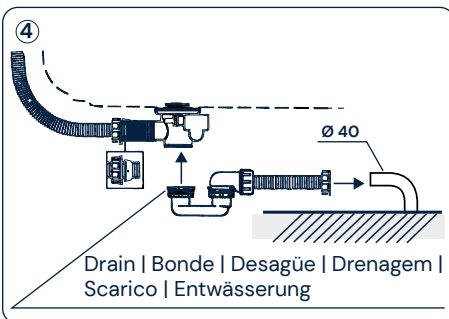 4
Ø 40
Drain | Bonde | Desagüe | Drenagem |
Scarico | Entwässerung